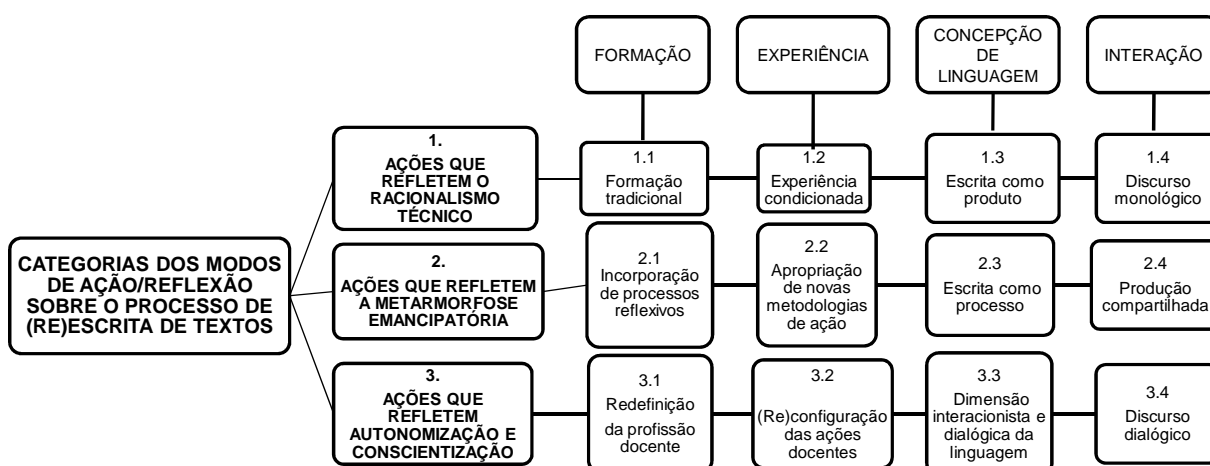 FORMAÇÃO
EXPERIÊNCIA
CONCEPÇÃO
DE
LINGUAGEM
INTERAÇÃO
1.
AÇÕES QUE
REFLETEM O
RACIONALISMO
TÉCNICO
1.1
Formação
tradicional
1.2
Experiência
condicionada
1.3
Escrita como
produto
1.4
Discurso
monológico
CATEGORIAS DOS MODOS
DE AÇÃO/REFLEXÃO
SOBRE O PROCESSO DE
(RE)ESCRITA DE TEXTOS
2.
AÇÕES QUE REFLETEM
A METARMORFOSE
EMANCIPATÓRIA
2.1
Incorporação
de processos
reflexivos
2.2
Apropriação
de novas
metodologias
de ação
2.3
Escrita como
processo
2.4
Produção
compartilhada
3.
AÇÕES QUE
REFLETEM
AUTONOMIZAÇÃO E
CONSCIENTIZAÇÃO
3.1
Redefinição
da profissão
docente
3.2
(Re)configuração
das ações
docentes
3.3
Dimensão
interacionista e
dialógica da
linguagem
3.4
Discurso
dialógico